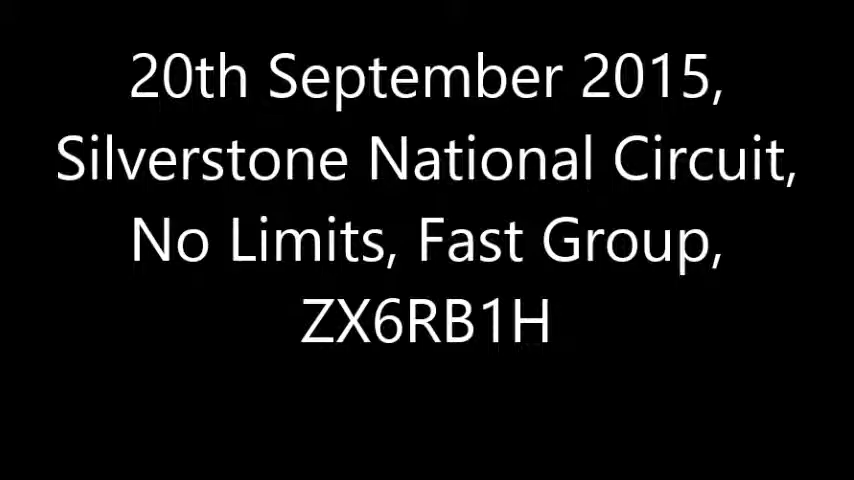 20th September 2015,
Silverstone National Circuit,
No Limits, Fast Group,
ZX6RB1H